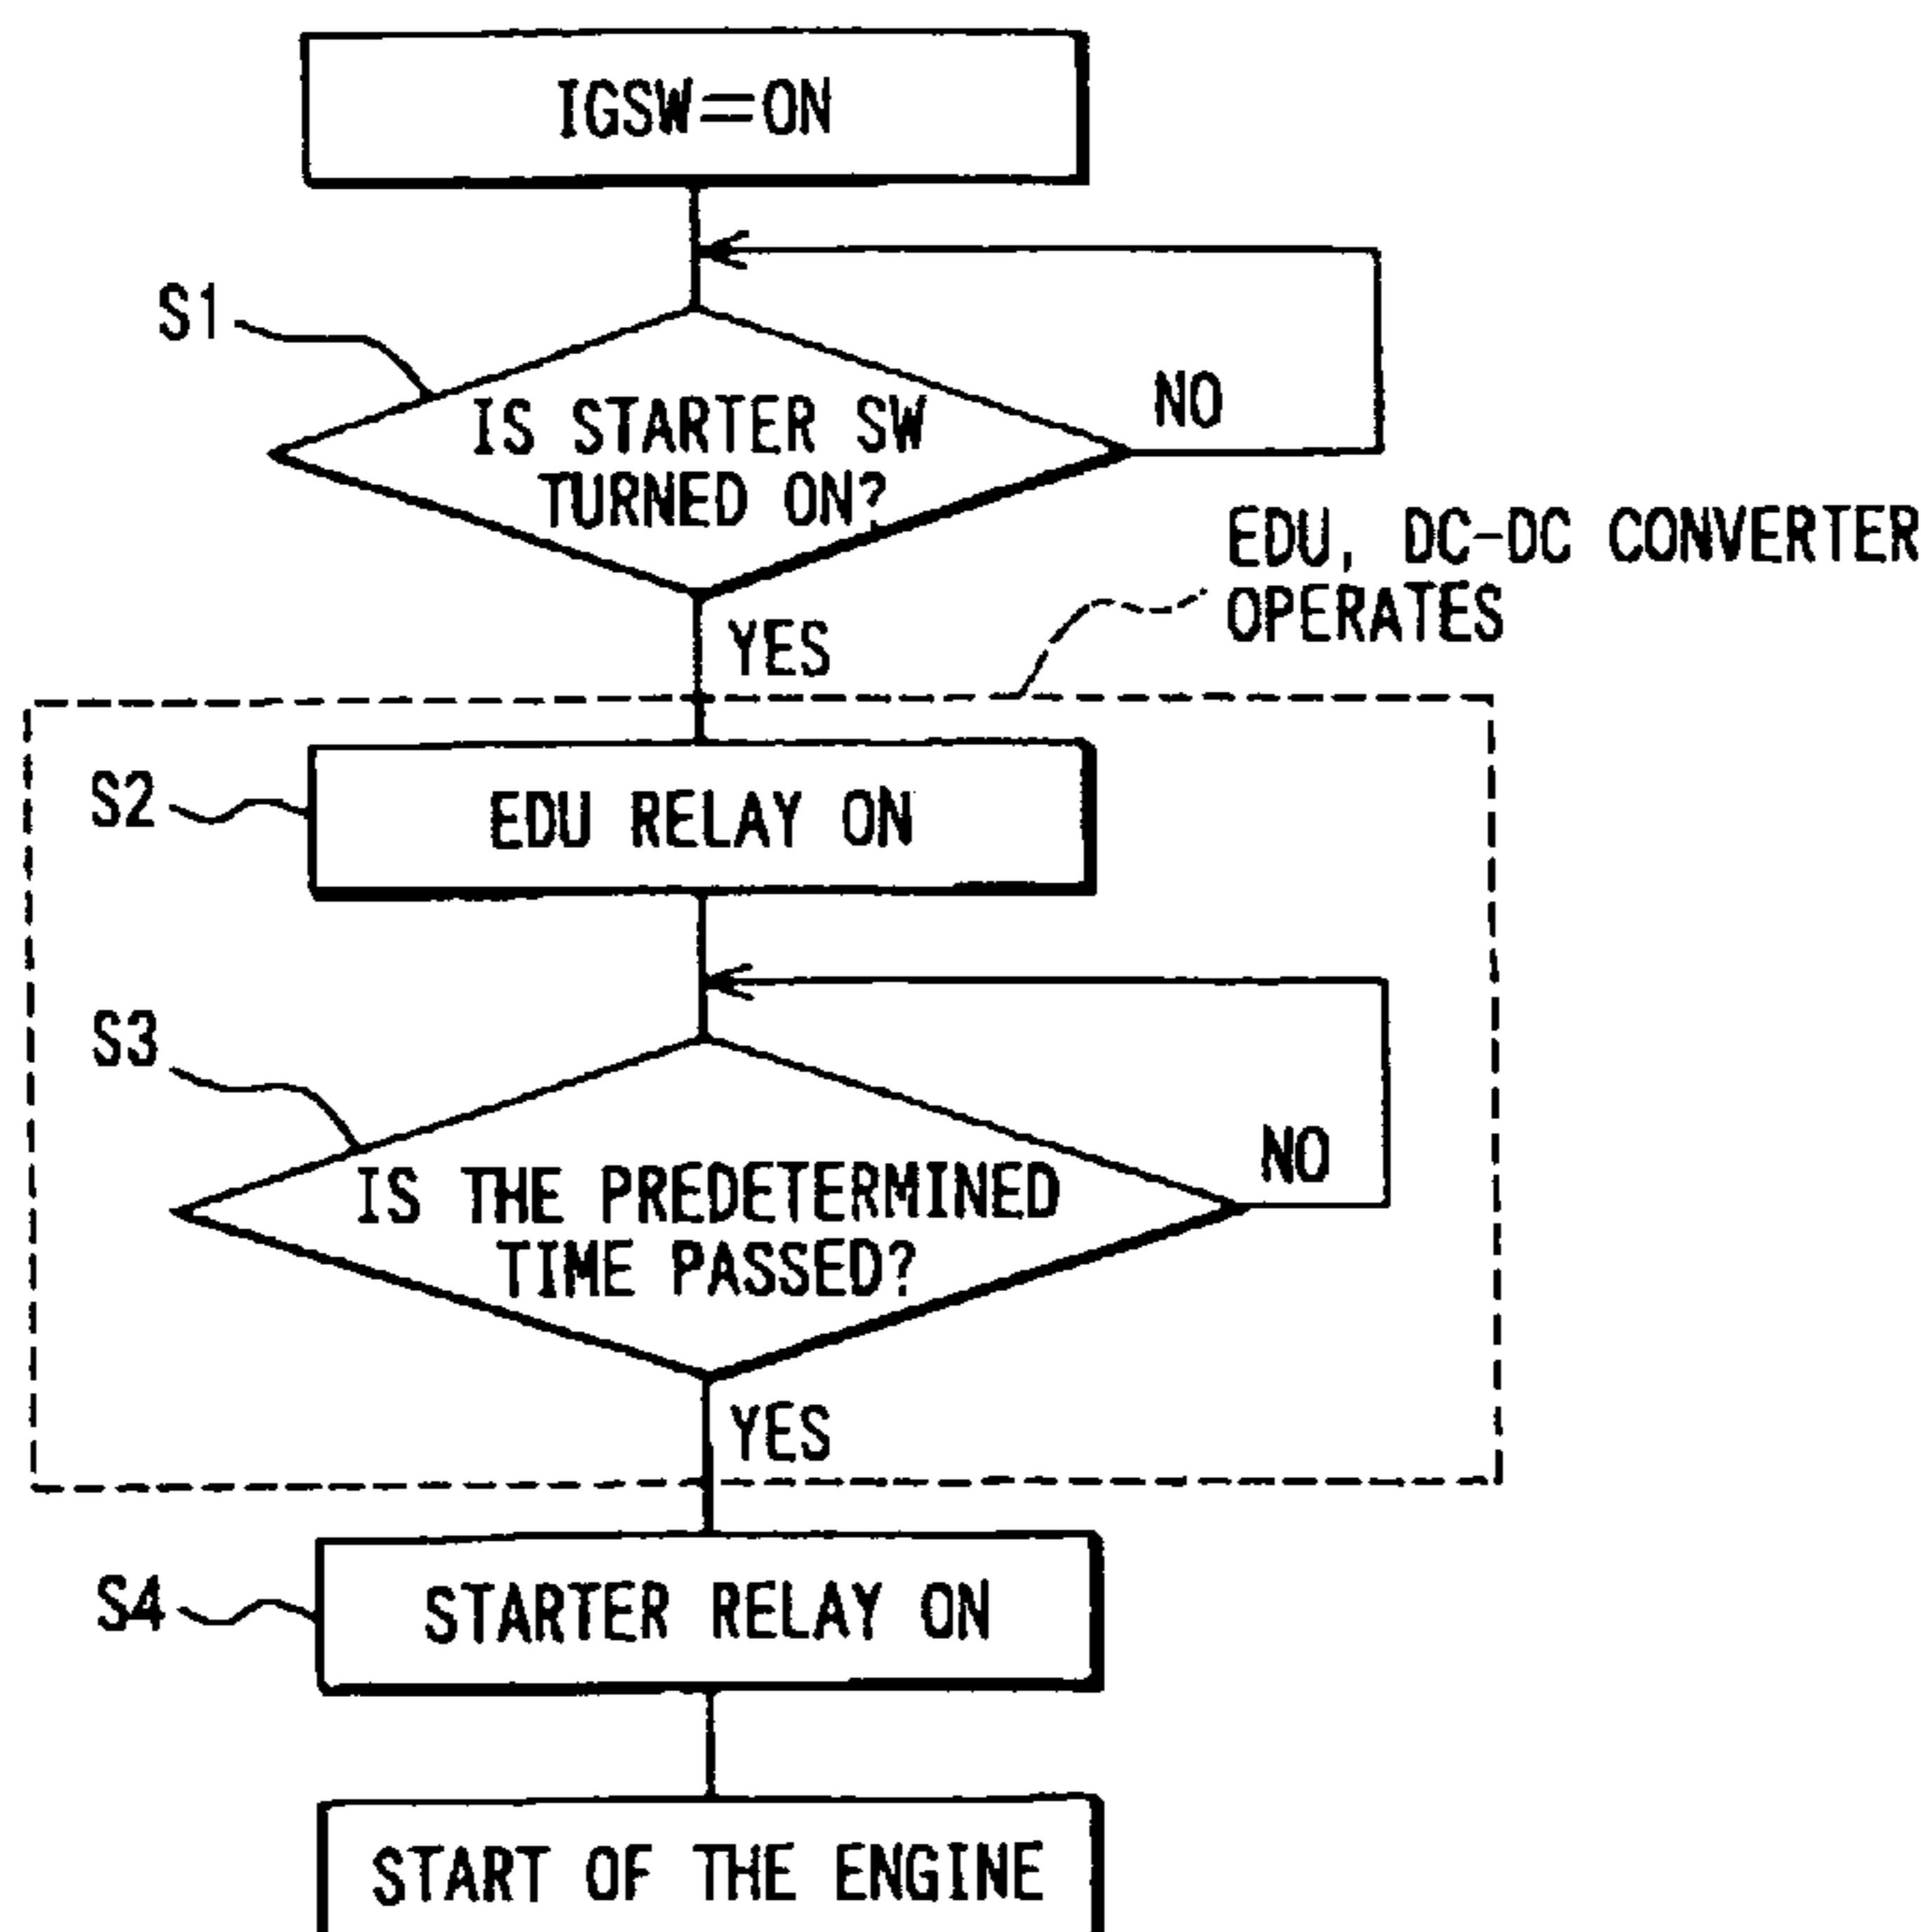 IGSW=ON
S1
IS STARTER SW
TURNED ON?
NO
EDU, DC-DC CONVERTER
OPERATES
YES
S2
EDU RELAY ON
S3
IS THE PREDETERMINED
TIME PASSED?
NO
YES
S4
STARTER RELAY ON
START OF THE ENGINE